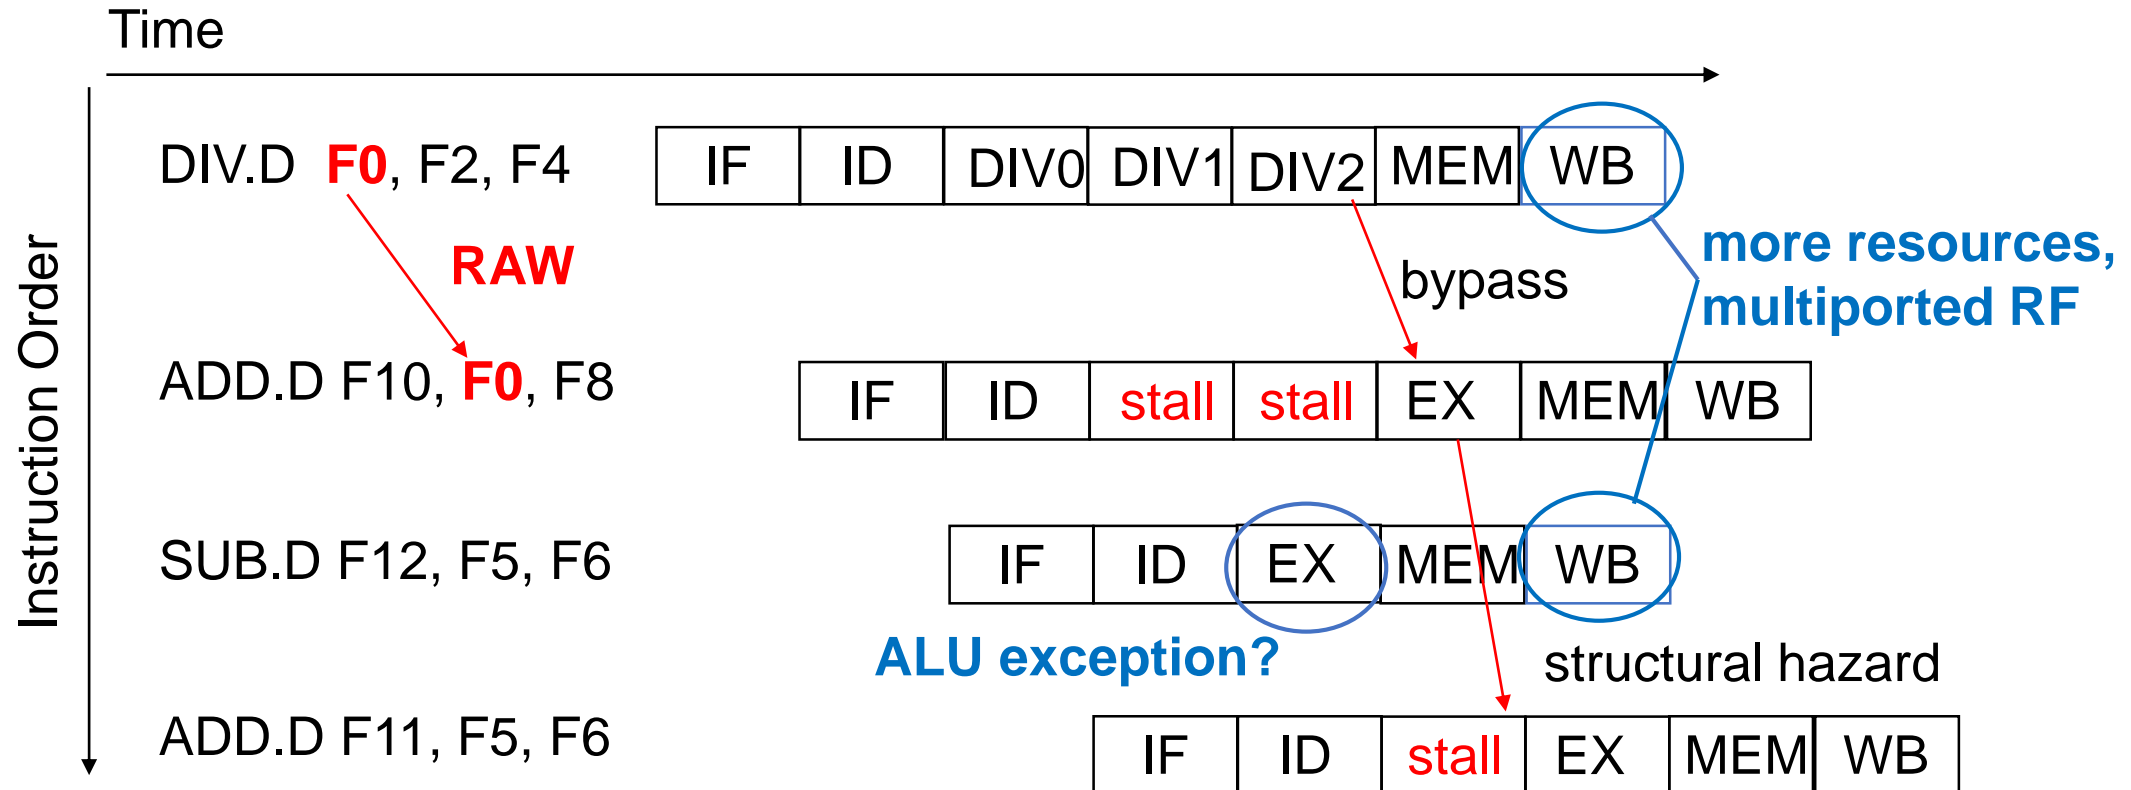 Time
DIV.D F0, F2, F4 IF ID DIV0 DIV1 DIV2 MEM WB
RAW
bypass
more resources,
multiported RF
Instruction Order
ADD.D F10, F0, F8 IF ID stall stall EX MEM WB
SUB.D F12, F5, F6 IF ID EX MEM WB
ALU exception?
structural hazard
ADD.D F11, F5, F6 IF ID stall EX MEM WB